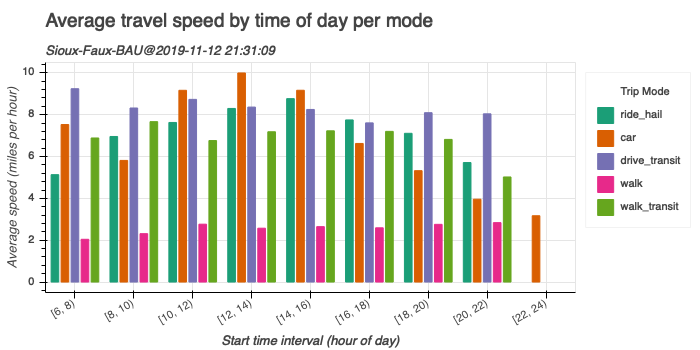 Average travel speed by time of day per mode
Sioux-Faux-BAU@2019-11-12 21:31:09
Average speed (miles per hour)
10
8
6
4
2
0
[6, 8)
[8, 10)
[10, 12)
[12, 14)
[14, 16)
[16, 18)
[18, 20)
[20, 22)
[22, 24)
Start time interval (hour of day)
Trip Mode
ride_hail
car
drive_transit
walk
walk_transit